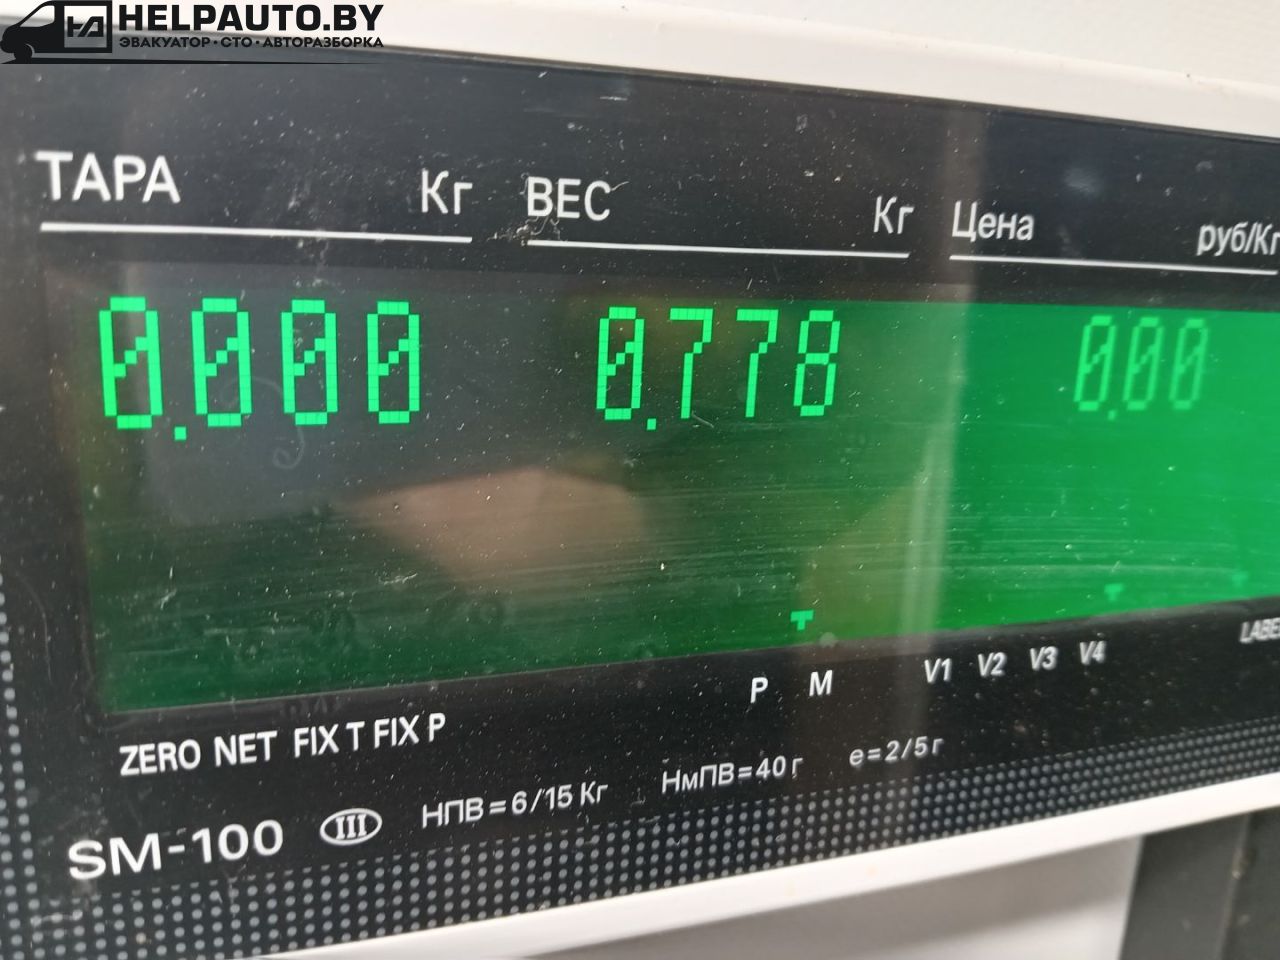 HELPAUTO.BY
ЭВАКУАТОР·СТО·АВТОРАЗБОРКА
ТАРА Кг ВЕС Кг Цена руб/Кг
0.000 0.778 0.00
P M V1 V2 V3 V4
ZERO NET FIX T FIX P
SM-100 III НПВ=6/15 Кг НмПВ=40 г e=2/5 г